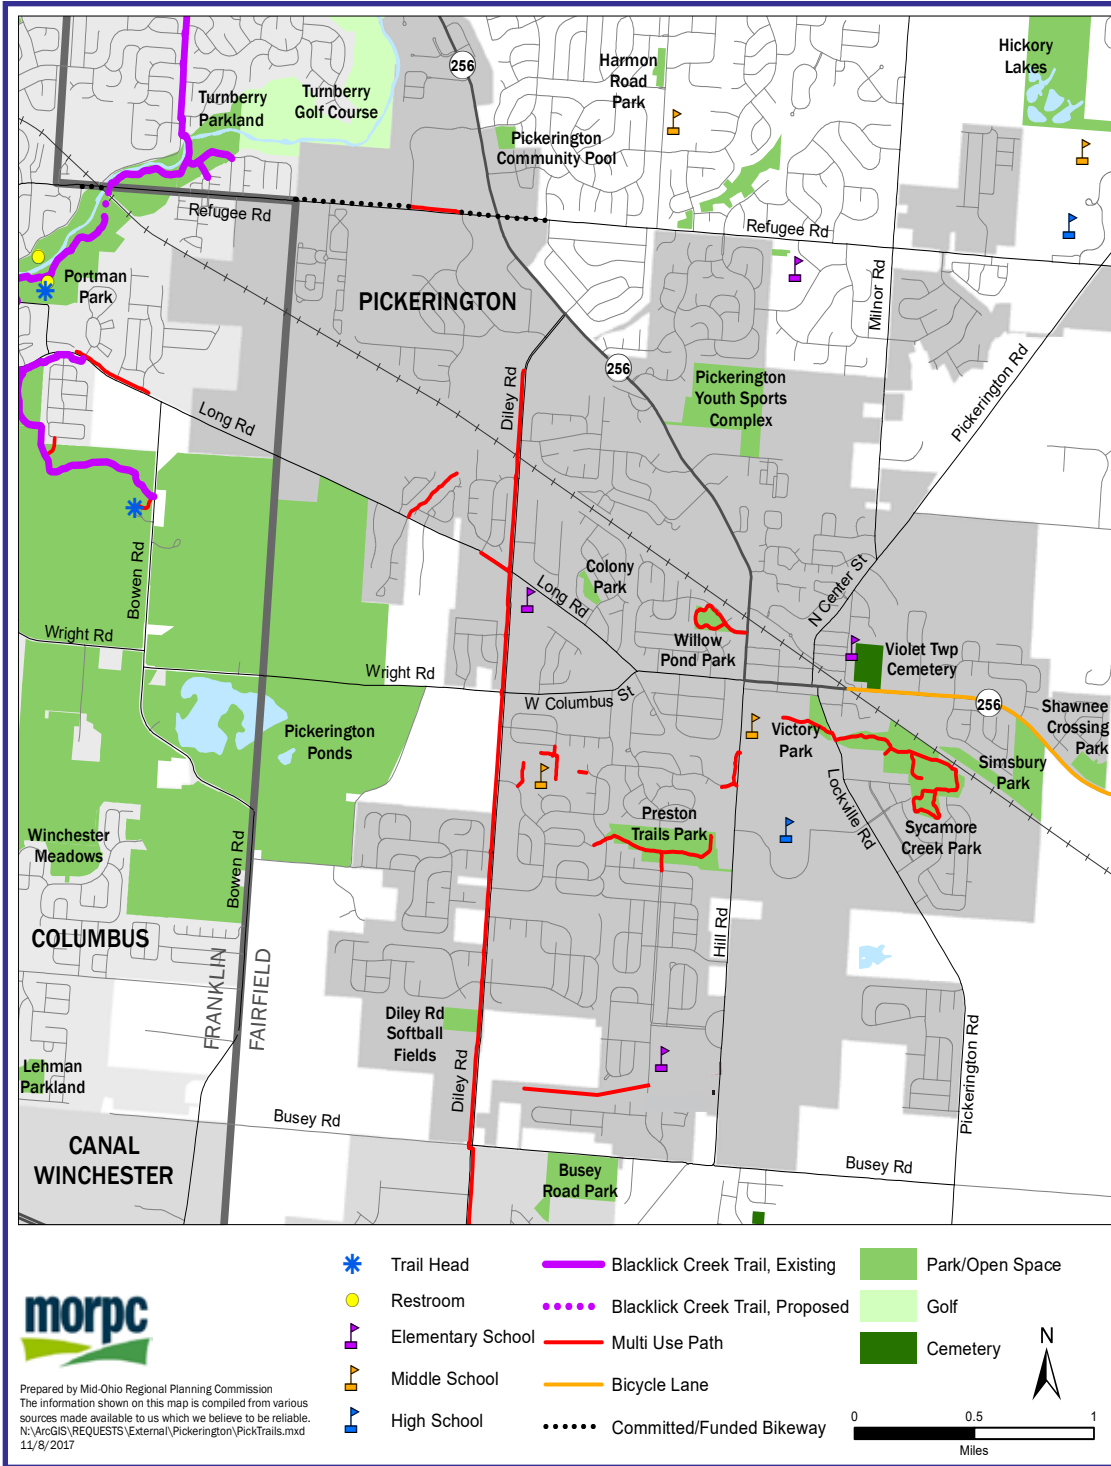 256
Harmon
Road
Park
Hickory
Lakes
Turnberry
Parkland
Turnberry
Golf Course
Pickerington
Community Pool
Refugee Rd
Refugee Rd
Portman
Park
PICKERINGTON
Milnor Rd
256
Diley Rd
Pickerington
Youth Sports
Complex
Pickerington Rd
Long Rd
Bowen Rd
Colony
Park
Long Rd
N Center St
Wright Rd
Willow
Pond Park
Violet Twp
Cemetery
Wright Rd
W Columbus St
256
Shawnee
Crossing
Park
Pickerington
Ponds
Victory
Park
Simsbury
Park
Lockville Rd
Preston
Trails Park
Sycamore
Creek Park
Winchester
Meadows
Bowen Rd
COLUMBUS
Hill Rd
FRANKLIN
FAIRFIELD
Diley Rd
Softball
Fields
Lehman
Parkland
Diley Rd
Pickerington Rd
Busey Rd
CANAL
WINCHESTER
Busey
Road Park
Busey Rd
Trail Head
Restroom
Elementary School
Middle School
High School
Blacklick Creek Trail, Existing
Blacklick Creek Trail, Proposed
Multi Use Path
Bicycle Lane
Committed/Funded Bikeway
Park/Open Space
Golf
Cemetery
N
0 0.5 1
Miles
morpc
Prepared by Mid-Ohio Regional Planning Commission
The information shown on this map is compiled from various
sources made available to us which we believe to be reliable.
N:\ArcGIS\REQUESTS\External\Pickerington\PickTrails.mxd
11/8/2017